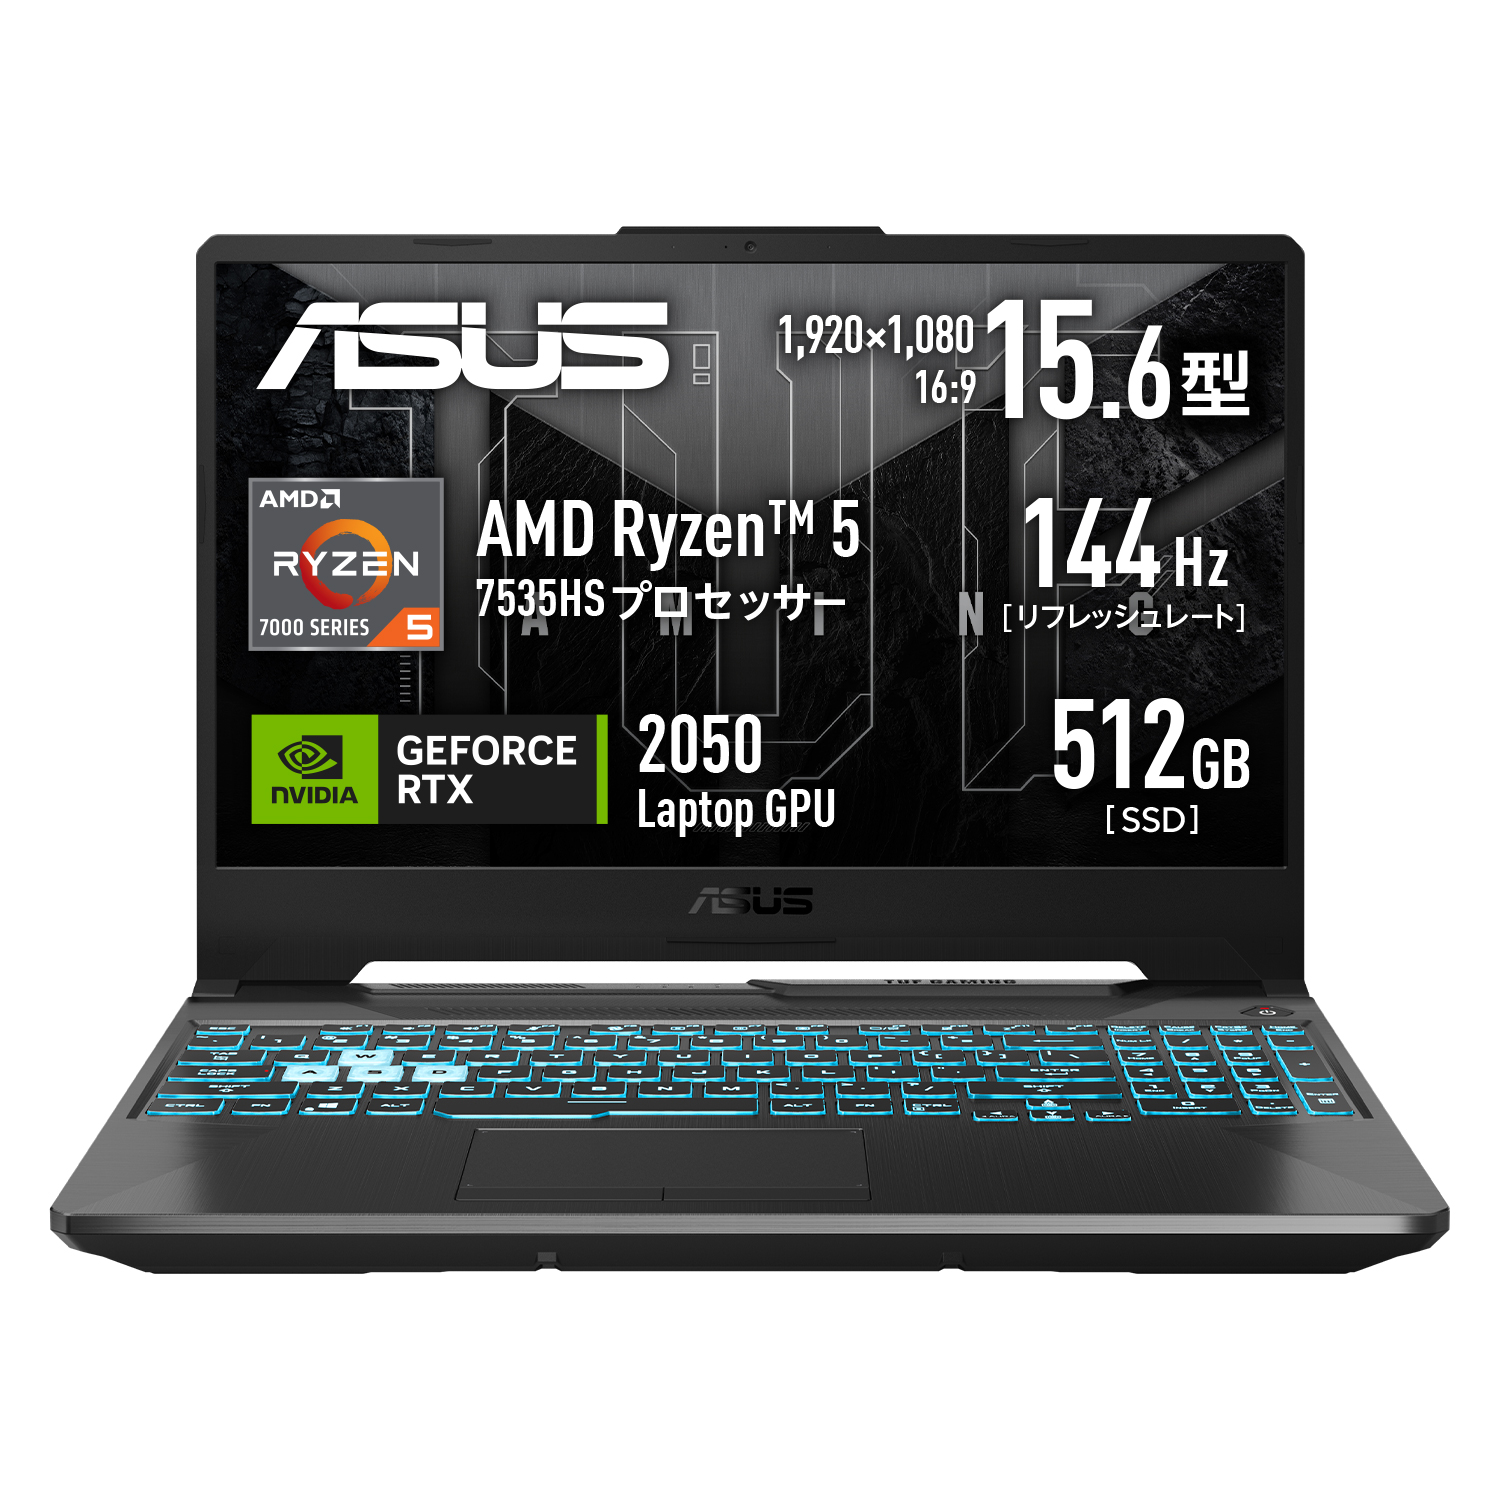 ASUS
1,920×1,080
16:9
15.6型
AMD
RYZEN
7000 SERIES 5
AMD Ryzen™ 5
7535HS プロセッサー
144 Hz
[リフレッシュレート]
NVIDIA
GEFORCE
RTX
2050
Laptop GPU
512GB
[SSD]
ASUS
TUF GAMING